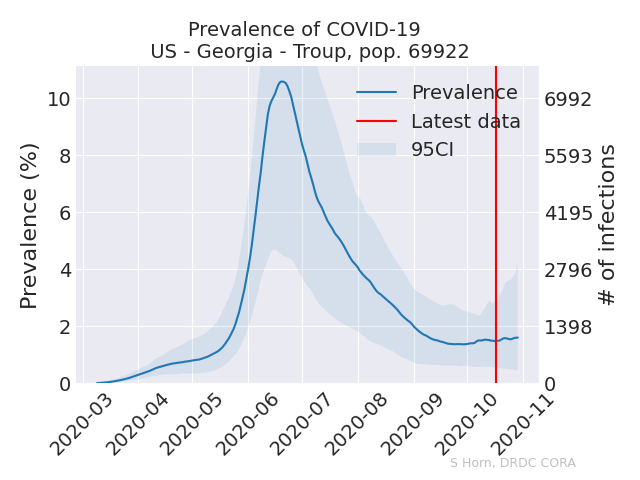 Prevalence of COVID-19
US - Georgia - Troup, pop. 69922
Prevalence (%)
10
8
6
4
2
0
Prevalence
Latest data
95CI
6992
5593
4195
2796
1398
0
# of infections
2020-03
2020-04
2020-05
2020-06
2020-07
2020-08
2020-09
2020-10
2020-11
S Horn, DRDC CORA